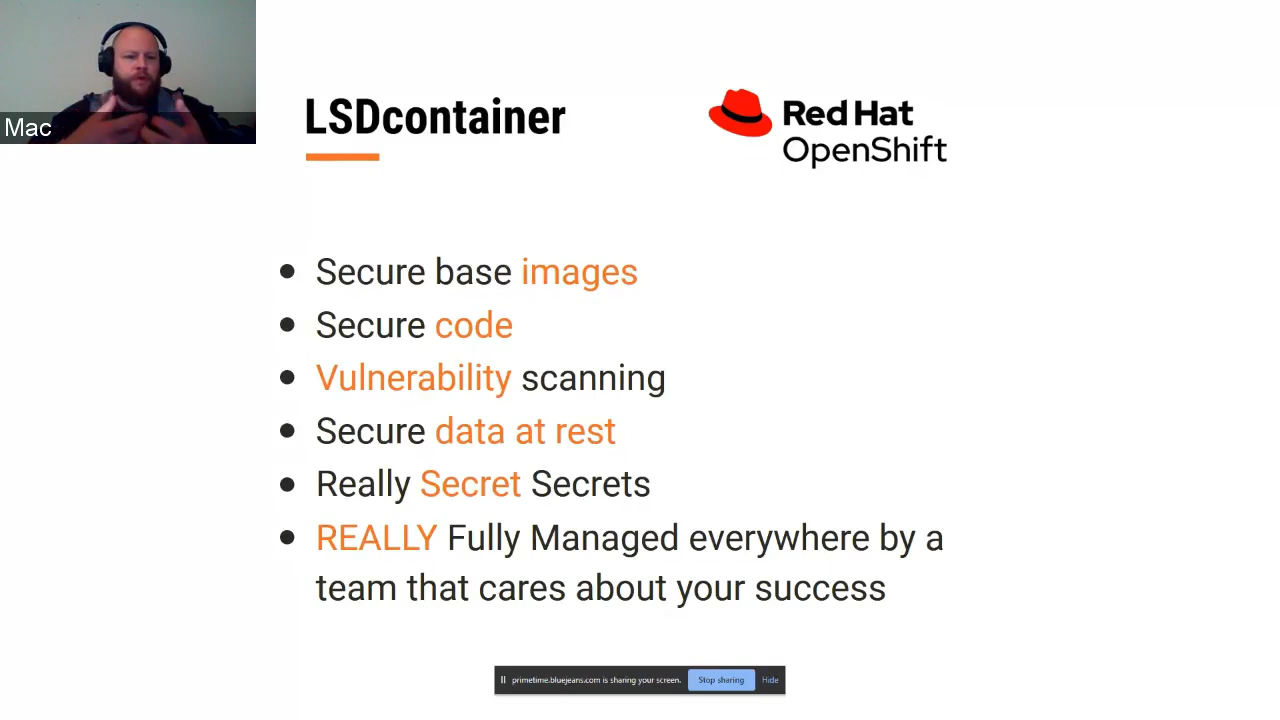 Mac
LSDcontainer
Red Hat
OpenShift
Secure base images
Secure code
Vulnerability scanning
Secure data at rest
Really Secret Secrets
REALLY Fully Managed everywhere by a
team that cares about your success
primetime.bluejeans.com is sharing your screen. Stop sharing Hide